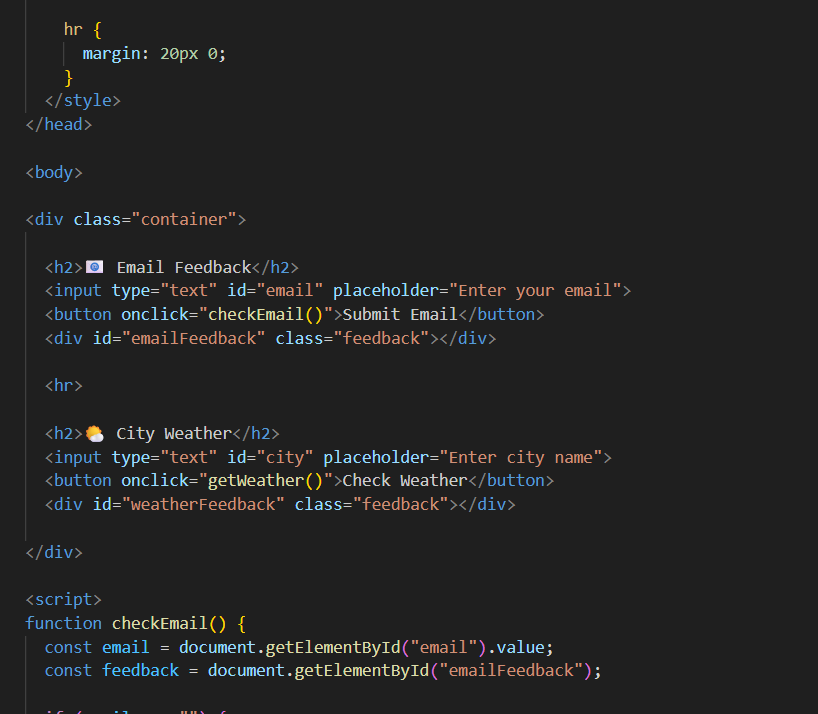 hr {
margin: 20px 0;
}
</style>
</head>
<body>
<div class="container">
<h2>📧 Email Feedback</h2>
<input type="text" id="email" placeholder="Enter your email">
<button onclick="checkEmail()">Submit Email</button>
<div id="emailFeedback" class="feedback"></div>
<hr>
<h2>🌤 City Weather</h2>
<input type="text" id="city" placeholder="Enter city name">
<button onclick="getWeather()">Check Weather</button>
<div id="weatherFeedback" class="feedback"></div>
</div>
<script>
function checkEmail() {
const email = document.getElementById("email").value;
const feedback = document.getElementById("emailFeedback");